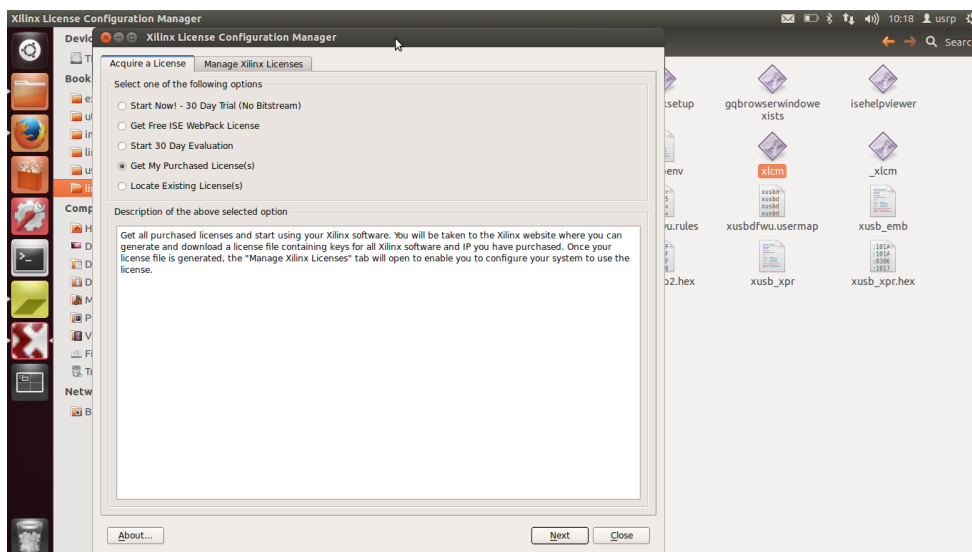 Xilinx License Configuration Manager
10:18 usrp
Xilinx License Configuration Manager
Searc
Devic
Book
Comp
Netw
Acquire a License
Manage Xilinx Licenses
Select one of the following options
Start Now! - 30 Day Trial (No Bitstream)
Get Free ISE WebPack License
Start 30 Day Evaluation
Get My Purchased License(s)
Locate Existing License(s)
Description of the above selected option
Get all purchased licenses and start using your Xilinx software. You will be taken to the Xilinx website where you can
generate and download a license file containing keys for all Xilinx software and IP you have purchased. Once your
license file is generated, the "Manage Xilinx Licenses" tab will open to enable you to configure your system to use the
license.
About...
Next
Close
ksetup
gqbrowserwindowe
xists
isehelpviewer
env
xlcm
_xlcm
vu.rules
xusbdfwu.usermap
xusb_emb
o2.hex
xusb_xpr
xusb_xpr.hex